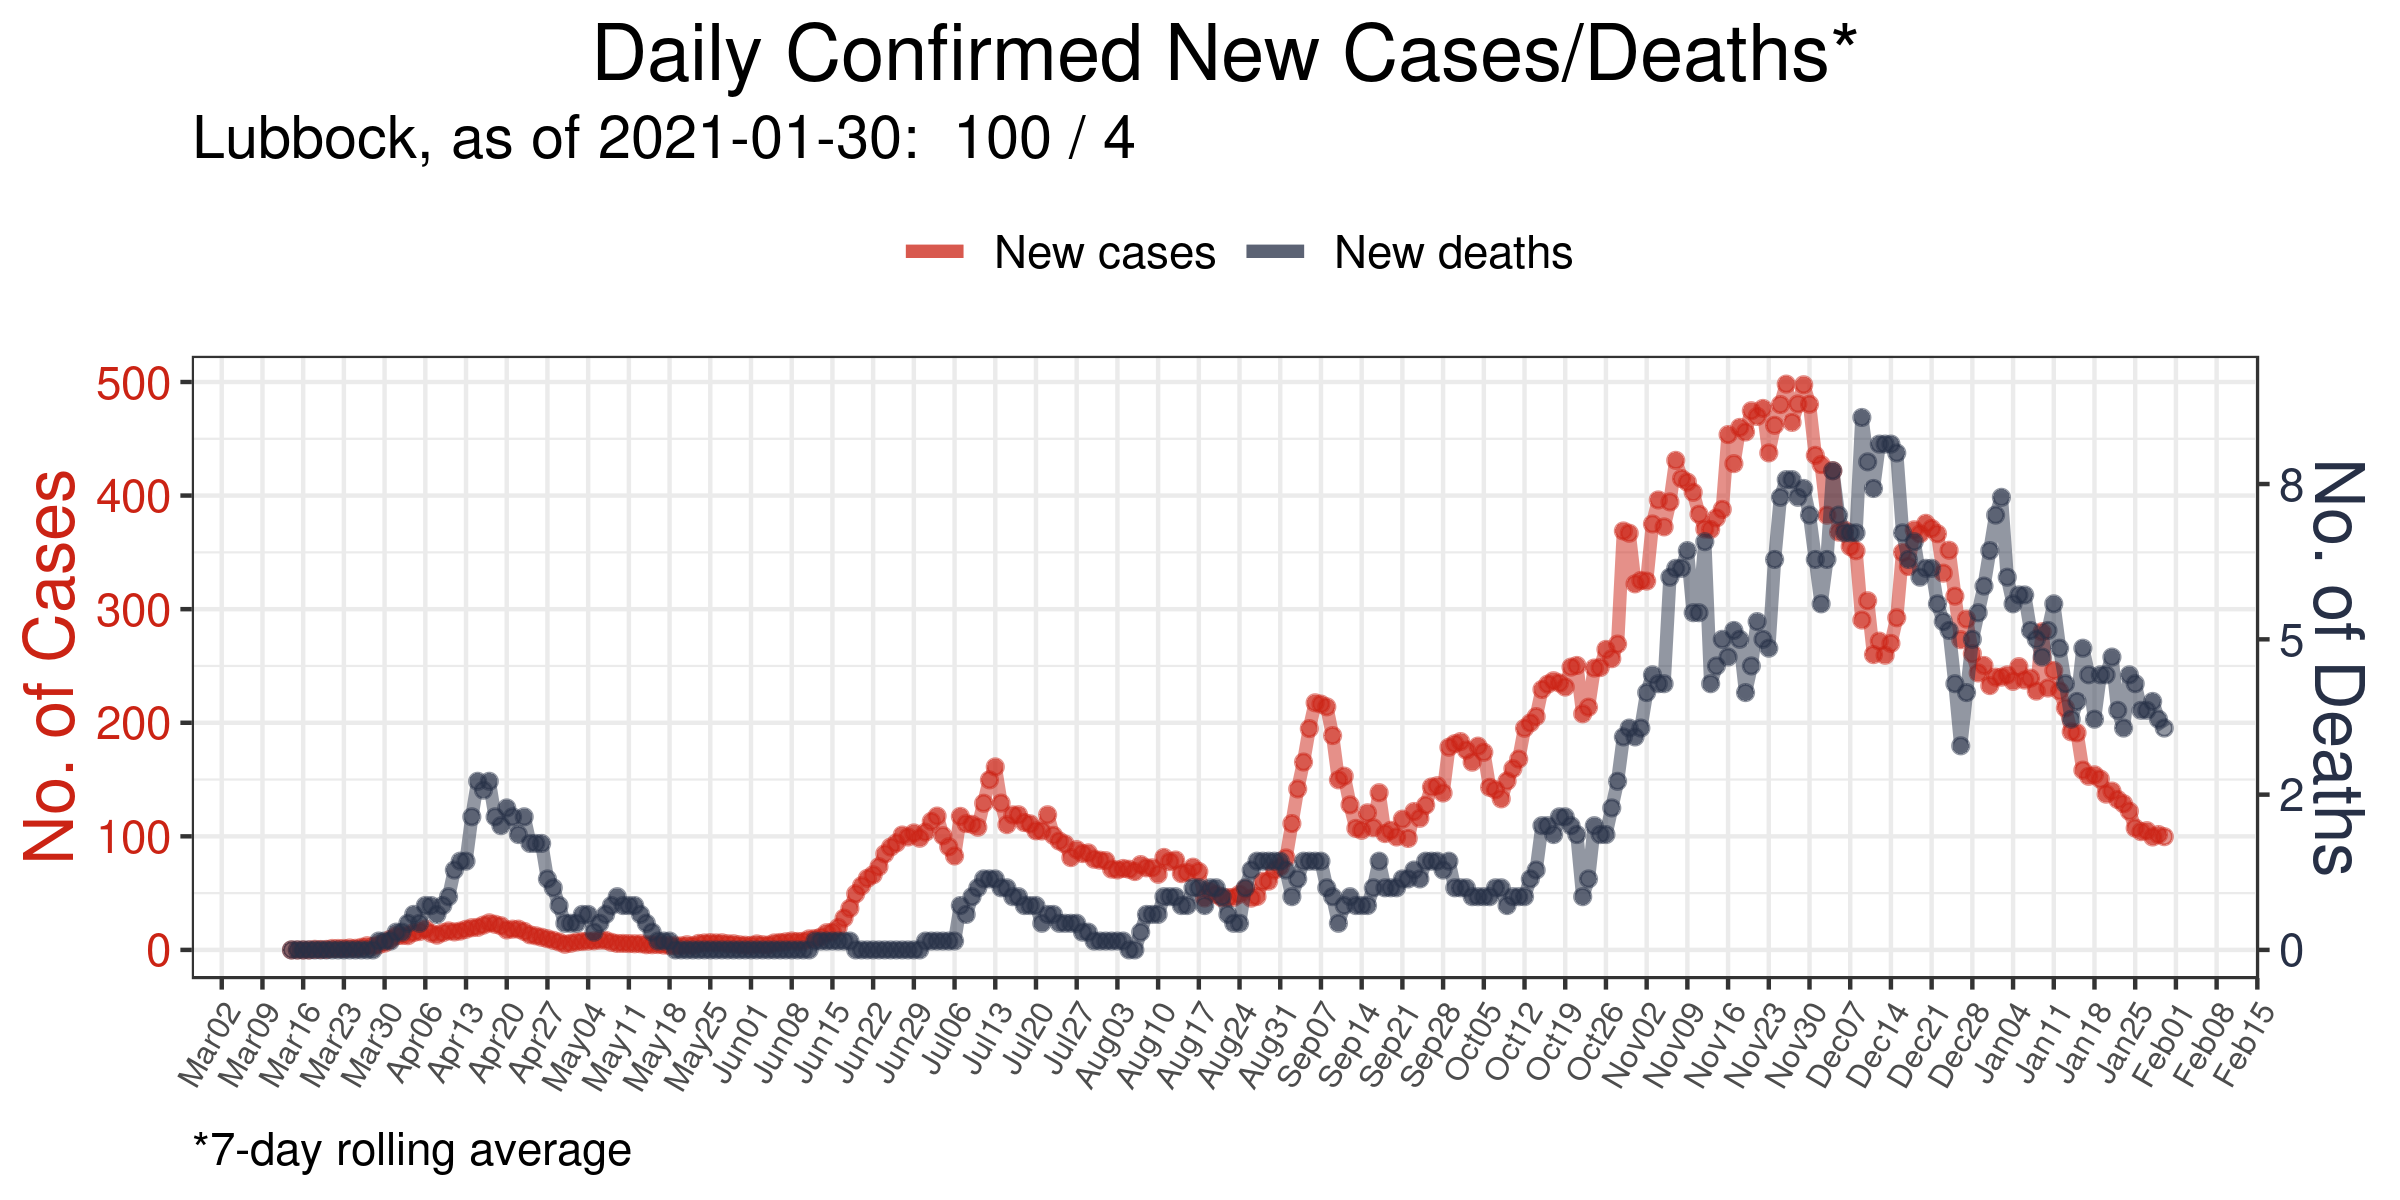 Daily Confirmed New Cases/Deaths*
Lubbock, as of 2021-01-30:  100 / 4
New cases
New deaths
No. of Cases
500
400
300
200
100
0
No. of Deaths
8
5
2
0
Mar02
Mar09
Mar16
Mar23
Mar30
Apr06
Apr13
Apr20
Apr27
May04
May11
May18
May25
Jun01
Jun08
Jun15
Jun22
Jun29
Jul06
Jul13
Jul20
Jul27
Aug03
Aug10
Aug17
Aug24
Aug31
Sep07
Sep14
Sep21
Sep28
Oct05
Oct12
Oct19
Oct26
Nov02
Nov09
Nov16
Nov23
Nov30
Dec07
Dec14
Dec21
Dec28
Jan04
Jan11
Jan18
Jan25
Feb01
Feb08
Feb15
*7-day rolling average